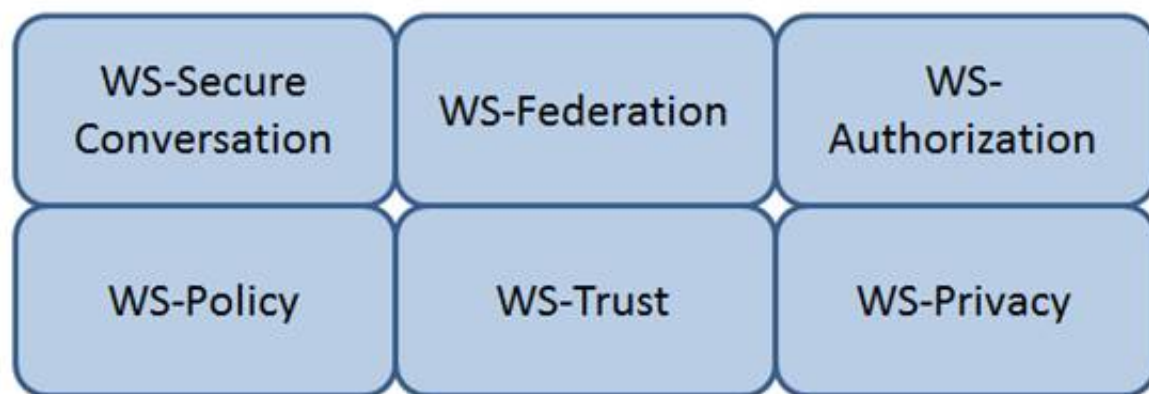 WS-Secure
Conversation
WS-Federation
WS-
Authorization
WS-Policy
WS-Trust
WS-Privacy